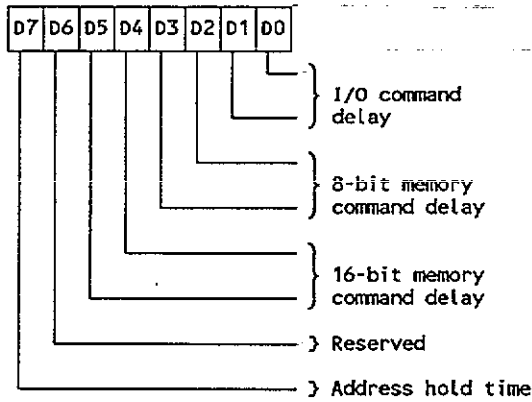 D7 D6 D5 D4 D3 D2 D1 D0
} I/O command
delay
} 8-bit memory
command delay
} 16-bit memory
command delay
} Reserved
} Address hold time